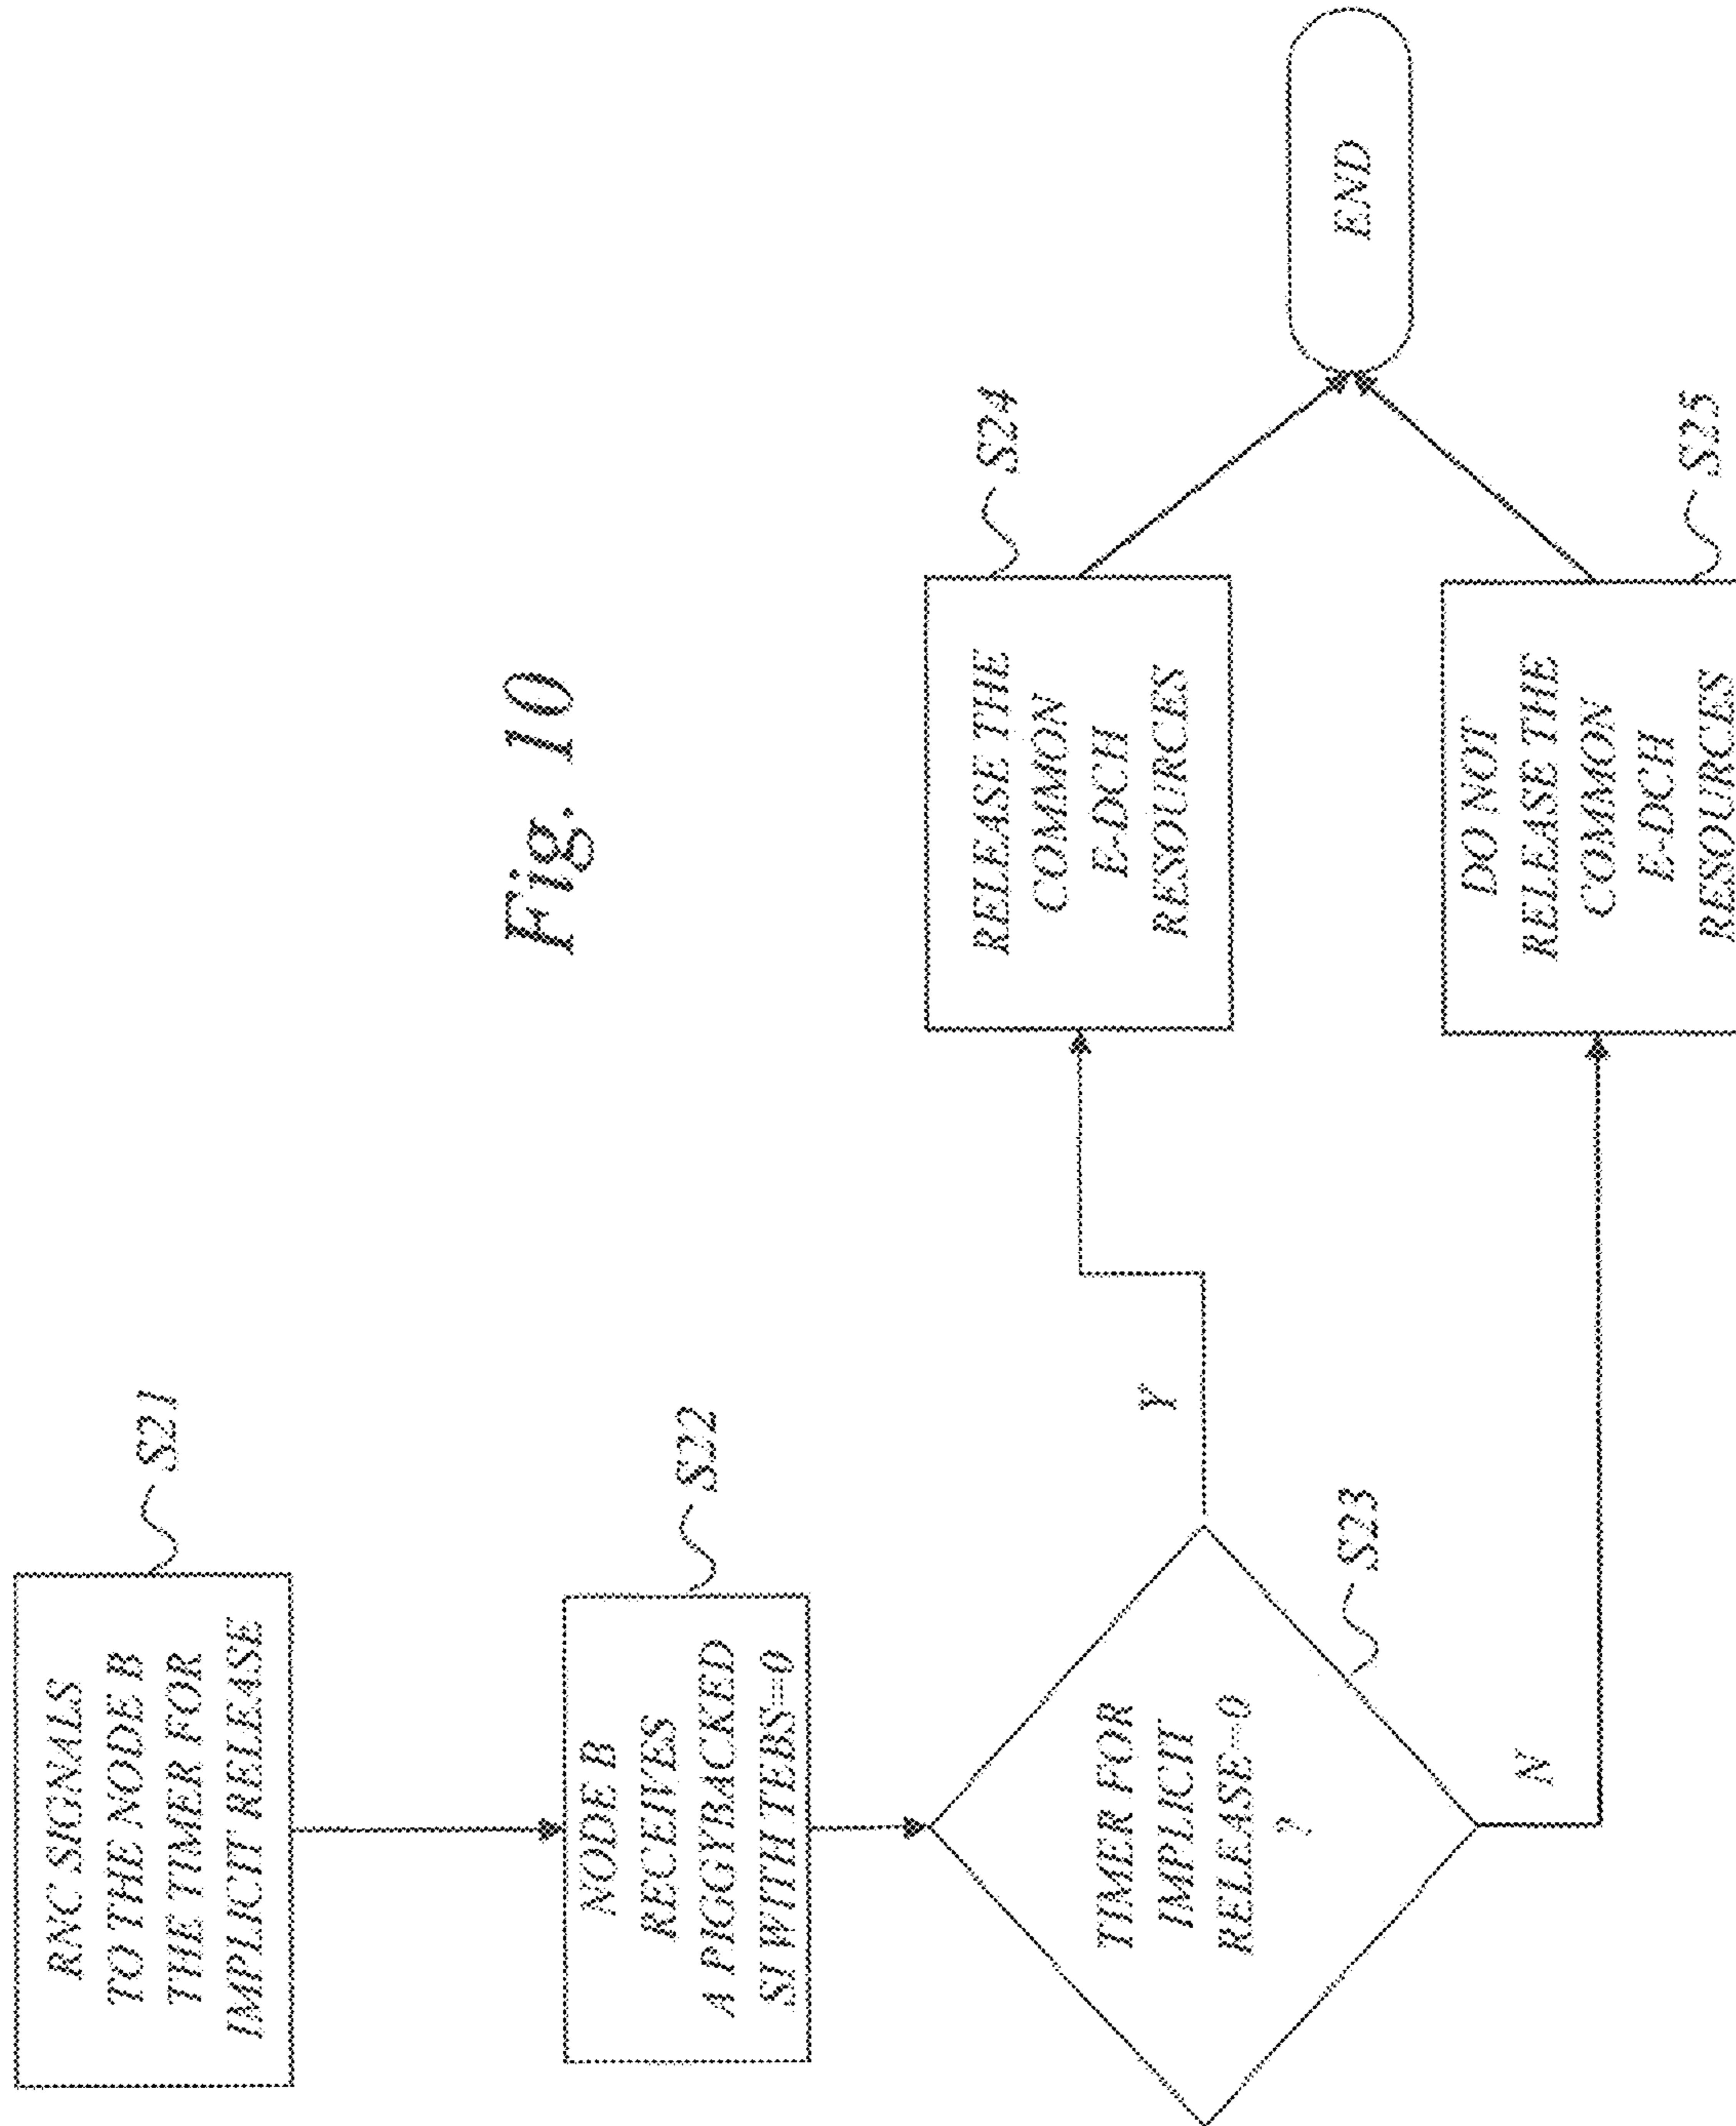 RNC SIGNALS
TO THE NODE B
THE TIMER FOR
IMPLICIT RELEASE
S21
NODE B
RECEIVES
A PIGGYBACKED
SI WITH TEBS=0
S22
TIMER FOR
IMPLICIT
RELEASE=0
?
S23
Y
N
RELEASE THE
COMMON
E-DCH
RESOURCES
S24
DO NOT
RELEASE THE
COMMON
E-DCH
RESOURCES
S25
END
Fig. 10